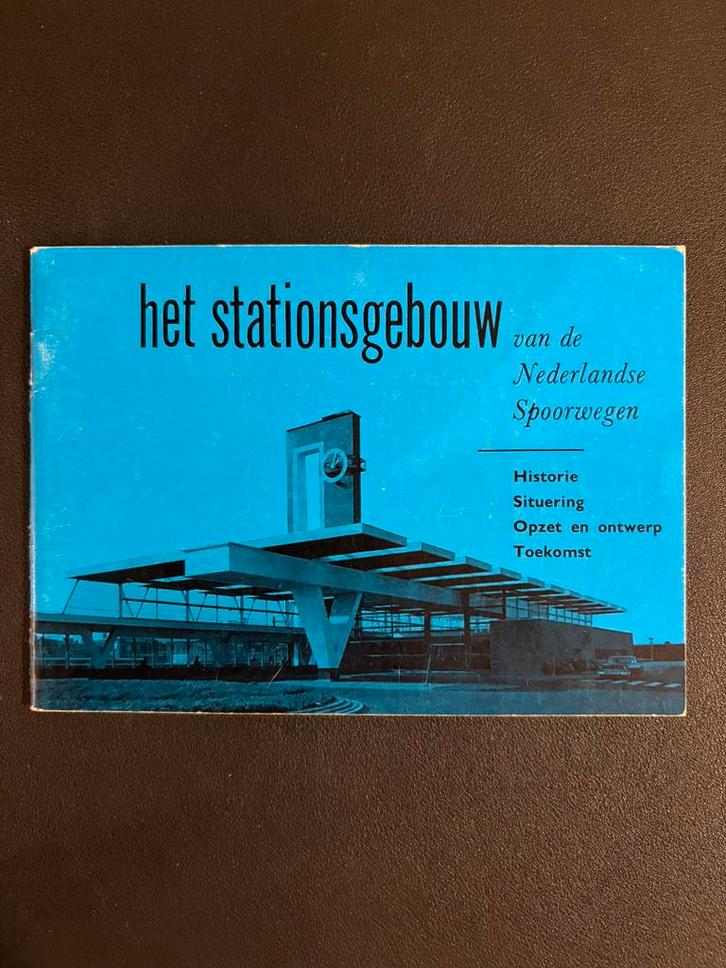 het stationsgebouw
van de
Nederlandse
Spoorwegen
Historie
Situering
Opzet en ontwerp
Toekomst